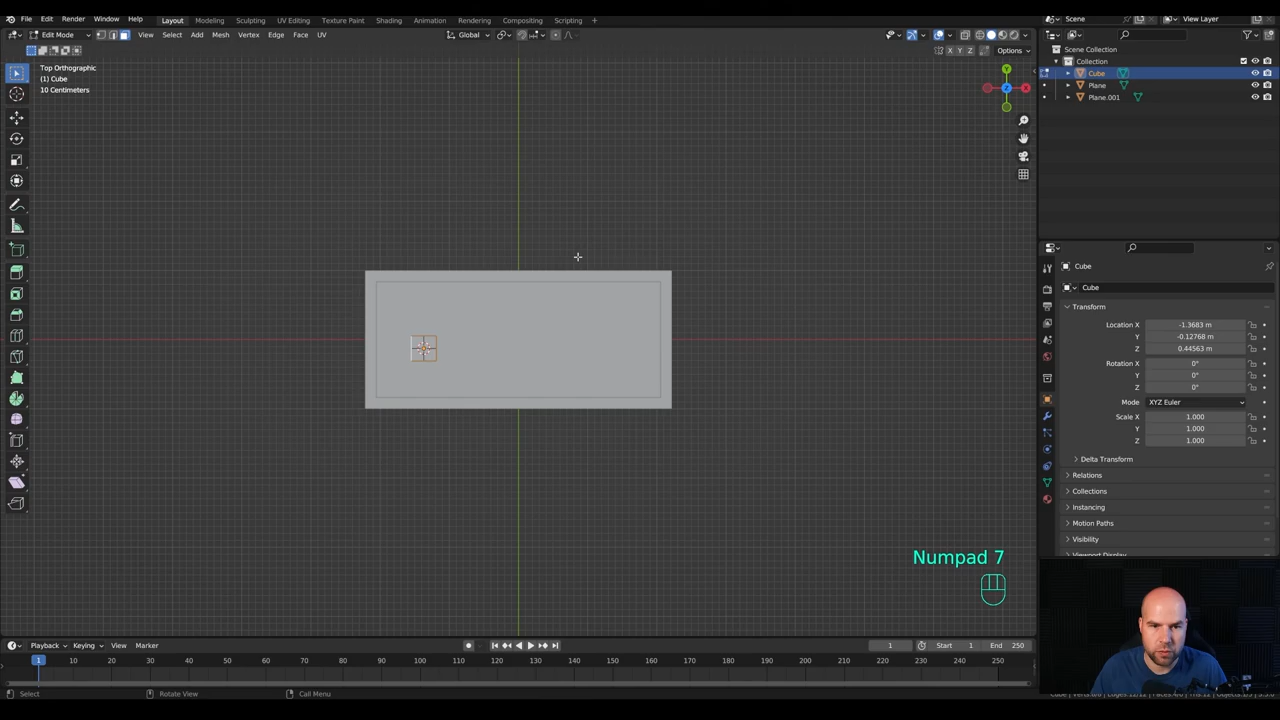 File Edit Render Window Help Layout Modeling Sculpting UV Editing Texture Paint Shading Animation Rendering Compositing Scripting + Scene View Layer
Edit Mode View Select Add Mesh Vertex Edge Face UV Global
X Y Z Options
Top Orthographic
(1) Cube
10 Centimeters
Y
Z
X
Scene Collection
Collection
Cube
Plane
Plane.001
Cube
Cube
Transform
Location X -1.3683 m
Y -0.12768 m
Z 0.44563 m
Rotation X 0°
Y 0°
Z 0°
Mode XYZ Euler
Scale X 1.000
Y 1.000
Z 1.000
Delta Transform
Relations
Collections
Instancing
Motion Paths
Visibility
Viewport Display
Numpad 7
Playback Keying View Marker 1 Start 1 End 250
1 10 20 30 40 50 60 70 80 90 100 110 120 130 140 150 160 170 180 190 200 210 220 230 240 250
Select Rotate View Call Menu